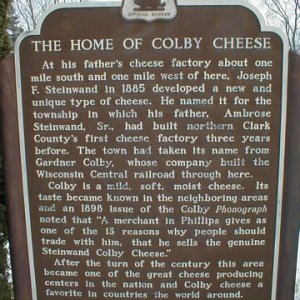 OFFICIAL MARKER
THE HOME OF COLBY CHEESE
At his father's cheese factory about one
mile south and one mile west of here, Joseph
F. Steinwand in 1885 developed a new and
unique type of cheese. He named it for the
township in which his father, Ambrose
Steinwand, Sr., had built northern Clark
County's first cheese factory three years
before. The town had taken its name from
Gardner Colby, whose company built the
Wisconsin Central railroad through here.
Colby is a mild, soft, moist cheese. Its
taste became known in the neighboring areas
and an 1898 issue of the Colby Phonograph
noted that "A merchant in Phillips gives as
one of the 13 reasons why people should
trade with him, that he sells the genuine
Steinwand Colby Cheese."
After the turn of the century this area
became one of the great cheese producing
centers in the nation and Colby cheese a
favorite in countries the world around.